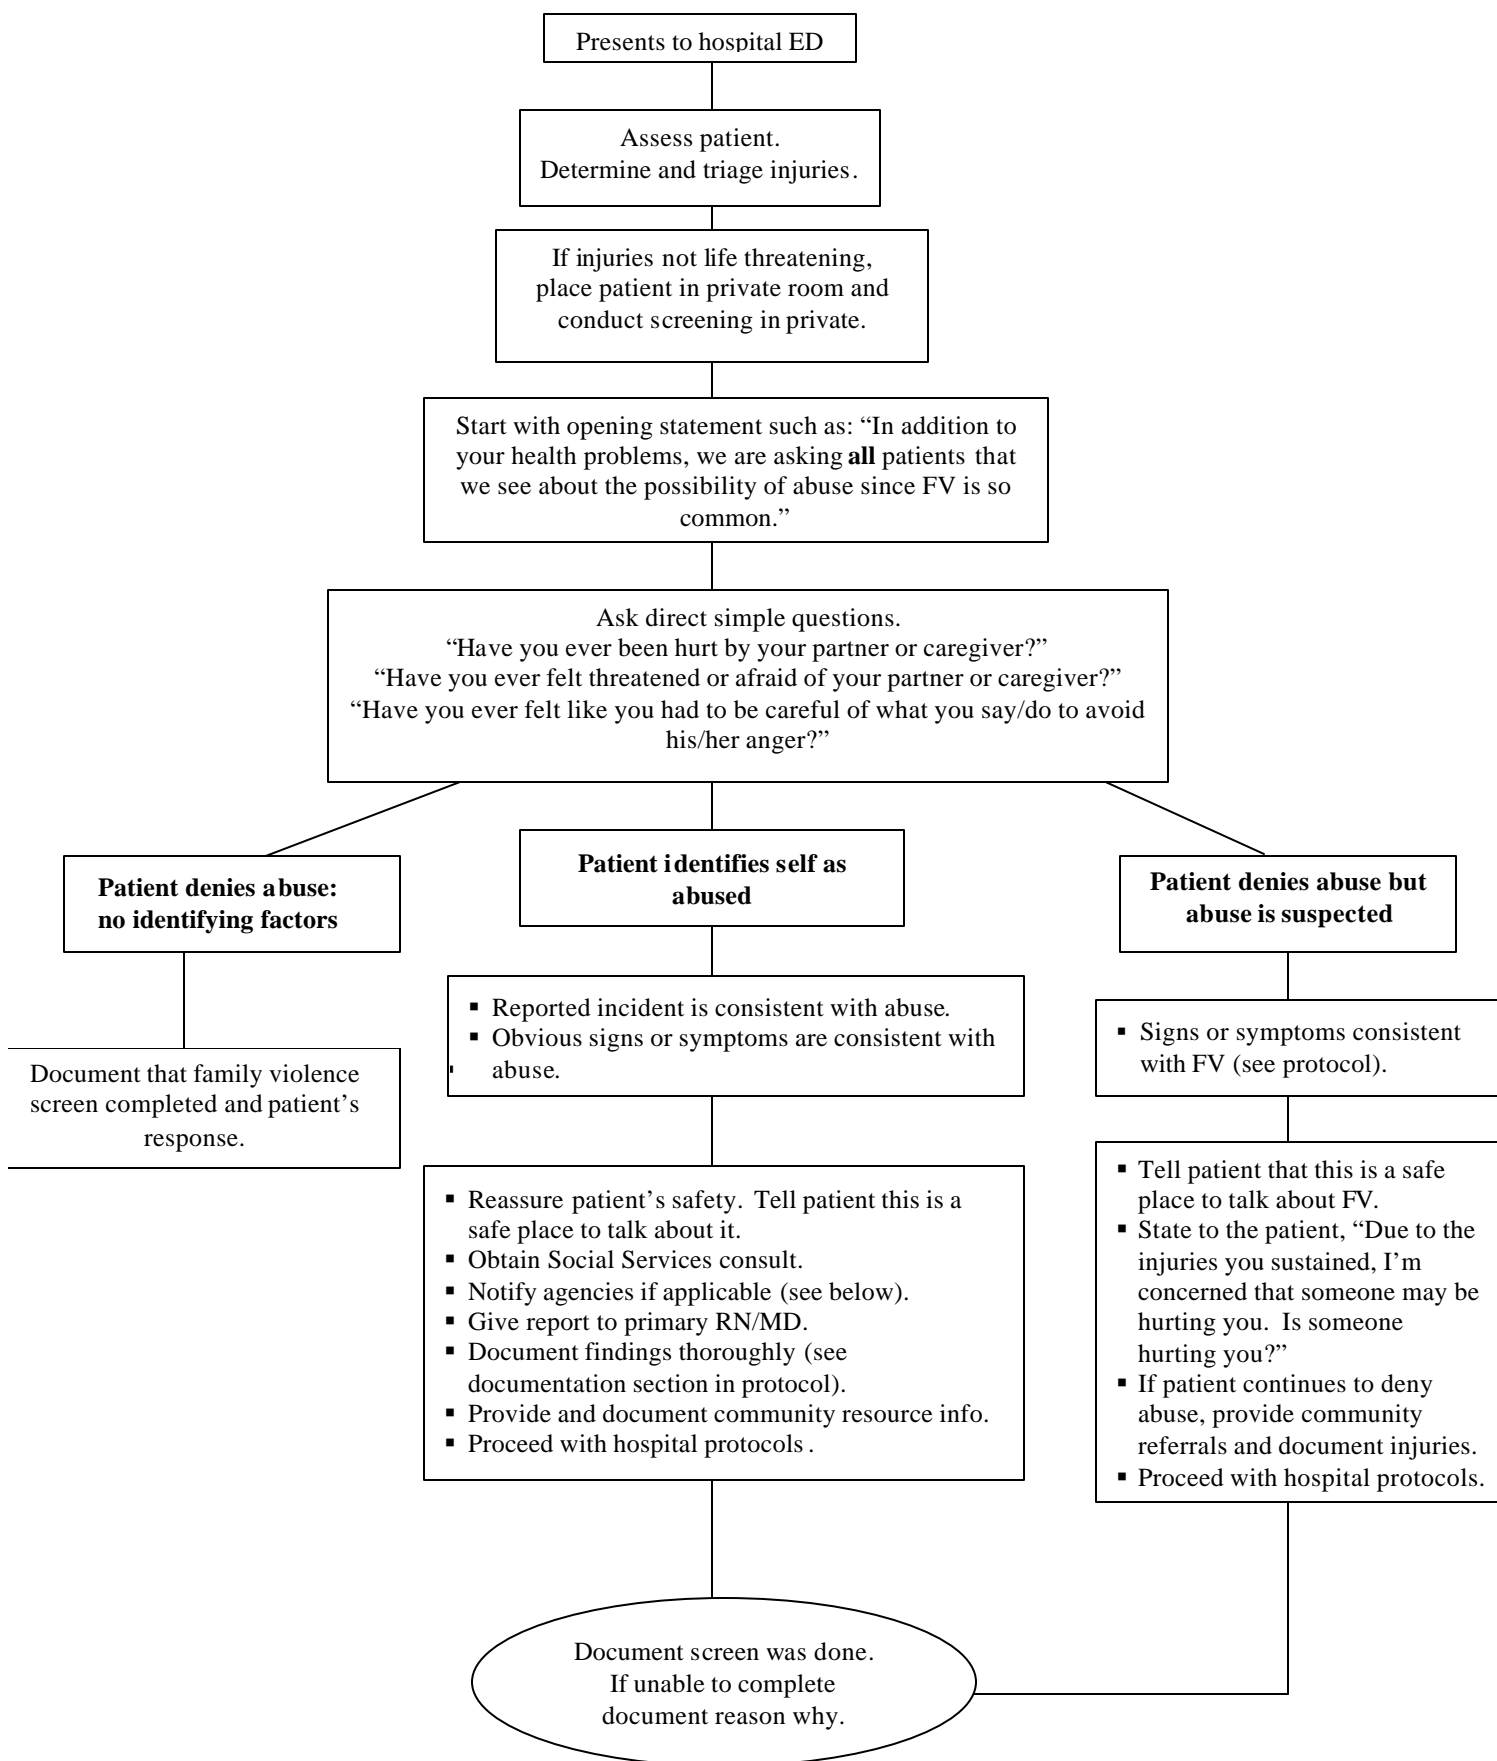 Presents to hospital ED
Assess patient.
Determine and triage injuries.
If injuries not life threatening,
place patient in private room and
conduct screening in private.
Start with opening statement such as: “In addition to
your health problems, we are asking all patients that
we see about the possibility of abuse since FV is so
common.”
Ask direct simple questions.
“Have you ever been hurt by your partner or caregiver?”
“Have you ever felt threatened or afraid of your partner or caregiver?”
“Have you ever felt like you had to be careful of what you say/do to avoid
his/her anger?”
Patient denies abuse:
no identifying factors
Document that family violence
screen completed and patient’s
response.
Patient identifies self as
abused
▪ Reported incident is consistent with abuse.
▪ Obvious signs or symptoms are consistent with
abuse.
▪ Reassure patient’s safety. Tell patient this is a
safe place to talk about it.
▪ Obtain Social Services consult.
▪ Notify agencies if applicable (see below).
▪ Give report to primary RN/MD.
▪ Document findings thoroughly (see
documentation section in protocol).
▪ Provide and document community resource info.
▪ Proceed with hospital protocols.
Patient denies abuse but
abuse is suspected
▪ Signs or symptoms consistent
with FV (see protocol).
▪ Tell patient that this is a safe
place to talk about FV.
▪ State to the patient, “Due to the
injuries you sustained, I’m
concerned that someone may be
hurting you. Is someone
hurting you?”
▪ If patient continues to deny
abuse, provide community
referrals and document injuries.
▪ Proceed with hospital protocols.
Document screen was done.
If unable to complete
document reason why.